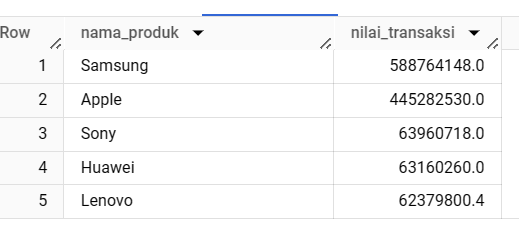 Row nama_produk nilai_transaksi
1 Samsung 588764148.0
2 Apple 445282530.0
3 Sony 63960718.0
4 Huawei 63160260.0
5 Lenovo 62379800.4